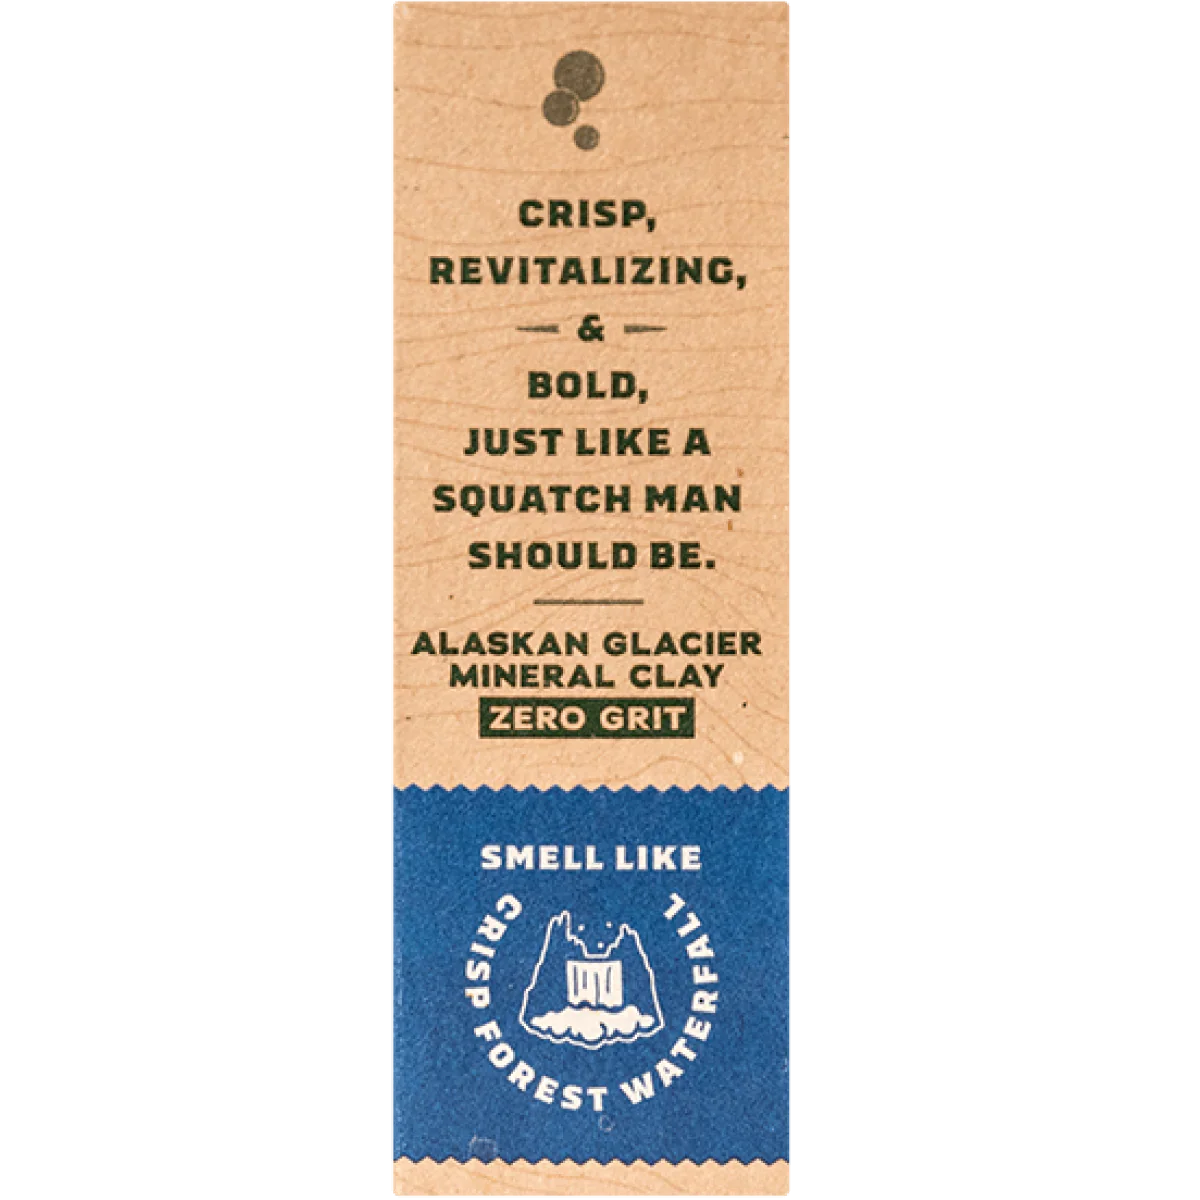 CRISP,
REVITALIZING,
&
BOLD,
JUST LIKE A
SQUATCH MAN
SHOULD BE.
ALASKAN GLACIER
MINERAL CLAY
ZERO GRIT
SMELL LIKE
CRISP FOREST WATERFALL